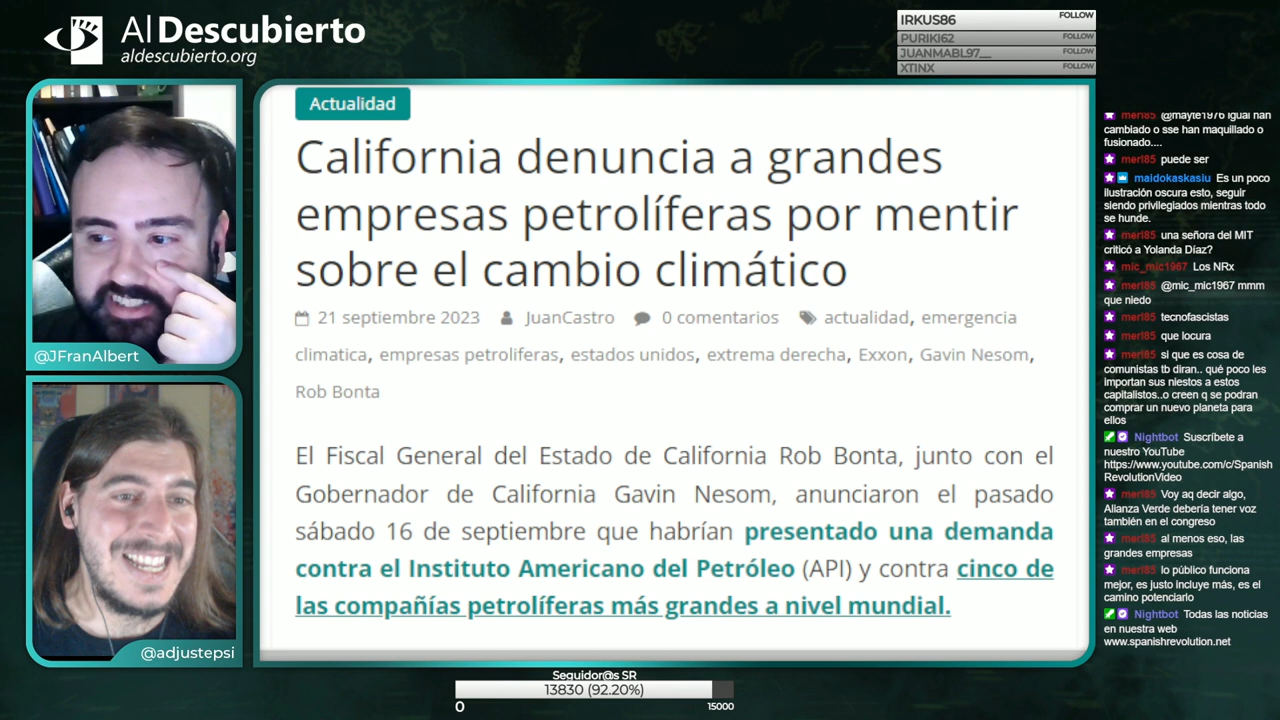 Al Descubierto
aldescubierto.org
IRKUS86 FOLLOW
PURIKI62 FOLLOW
JUANMABL97__ FOLLOW
XTINX FOLLOW
@JFranAlbert
@adjustepsi
Actualidad
California denuncia a grandes
empresas petrolíferas por mentir
sobre el cambio climático
21 septiembre 2023 JuanCastro 0 comentarios actualidad, emergencia
climatica, empresas petroliferas, estados unidos, extrema derecha, Exxon, Gavin Nesom,
Rob Bonta
El Fiscal General del Estado de California Rob Bonta, junto con el
Gobernador de California Gavin Nesom, anunciaron el pasado
sábado 16 de septiembre que habrían presentado una demanda
contra el Instituto Americano del Petróleo (API) y contra cinco de
las compañías petrolíferas más grandes a nivel mundial.
merl85 @mayte1976 igual han
cambiado o sse han maquillado o
fusionado....
merl85 puede ser
maidokaskasiu Es un poco
ilustración oscura esto, seguir
siendo privilegiados mientras todo
se hunde.
merl85 una señora del MIT
criticó a Yolanda Díaz?
mic_mic1967 Los NRx
merl85 @mic_mic1967 mmm
que niedo
merl85 tecnofascistas
merl85 que locura
merl85 si que es cosa de
comunistas tb diran.. qué poco les
importan sus niestos a estos
capitalistos..o creen q se podran
comprar un nuevo planeta para
ellos
Nightbot Suscríbete a
nuestro YouTube
https://www.youtube.com/c/Spanish
RevolutionVideo
merl85 Voy aq decir algo,
Alianza Verde debería tener voz
también en el congreso
merl85 al menos eso, las
grandes empresas
merl85 lo público funciona
mejor, es justo incluye más, es el
camino potenciarlo
Nightbot Todas las noticias
en nuestra web
www.spanishrevolution.net
Seguidor@s SR
13830 (92.20%)
0 15000